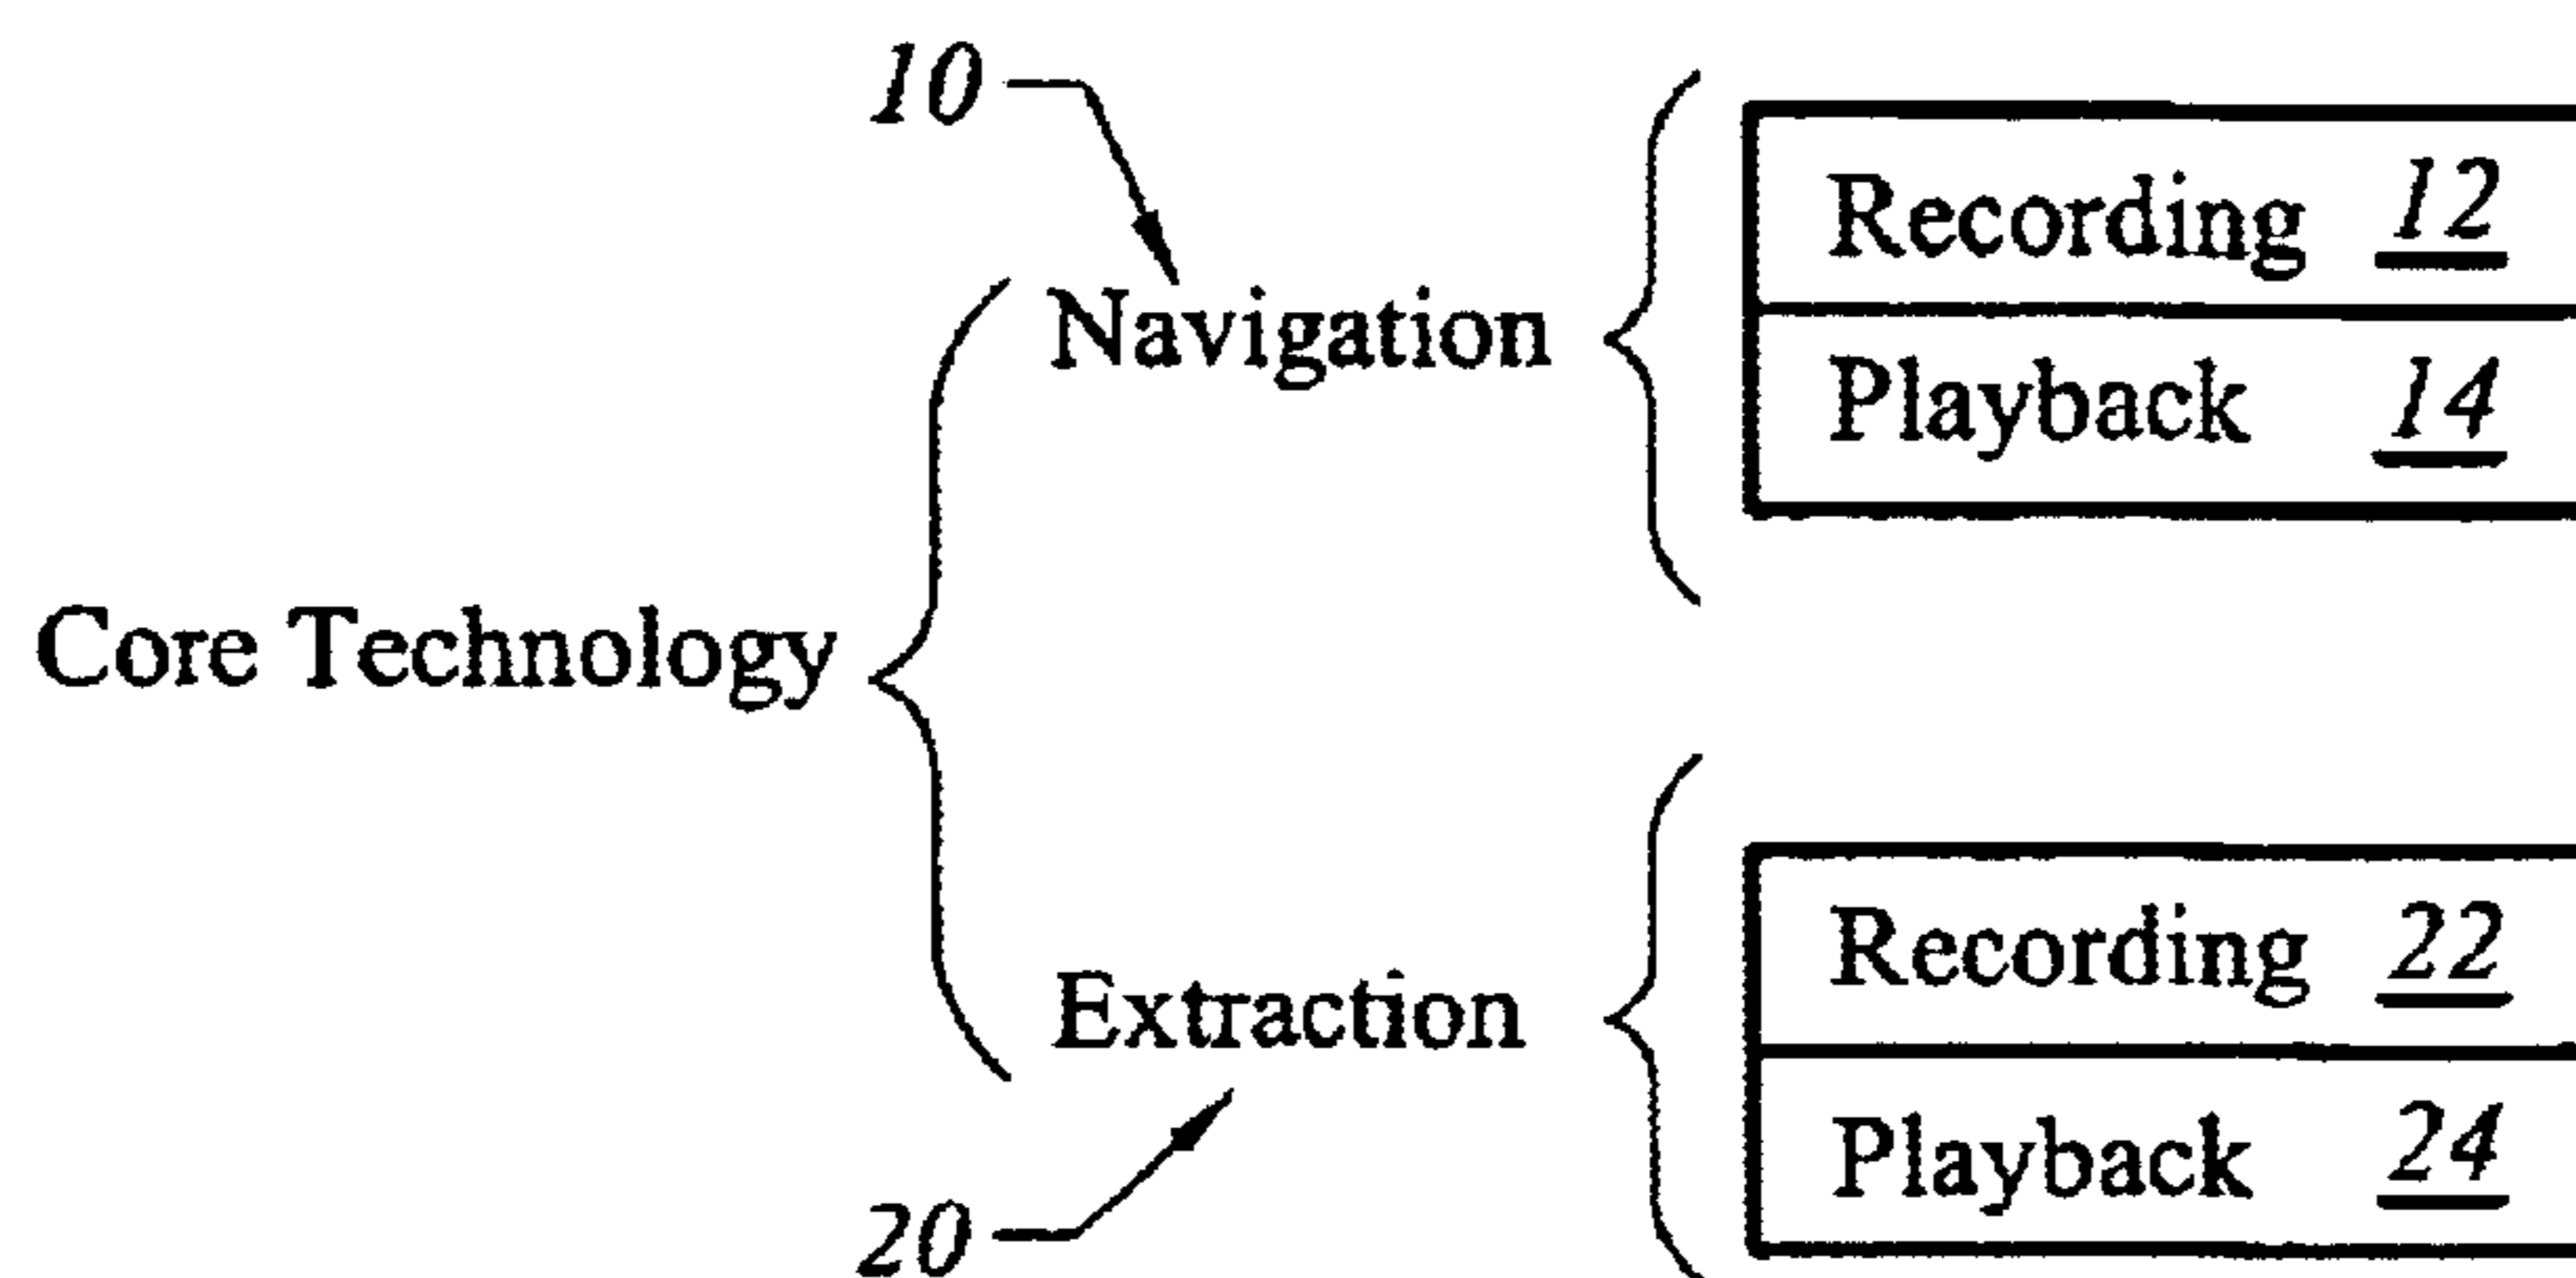 10
Recording 12
Navigation
Playback 14
Core Technology
Recording 22
Extraction
Playback 24
20